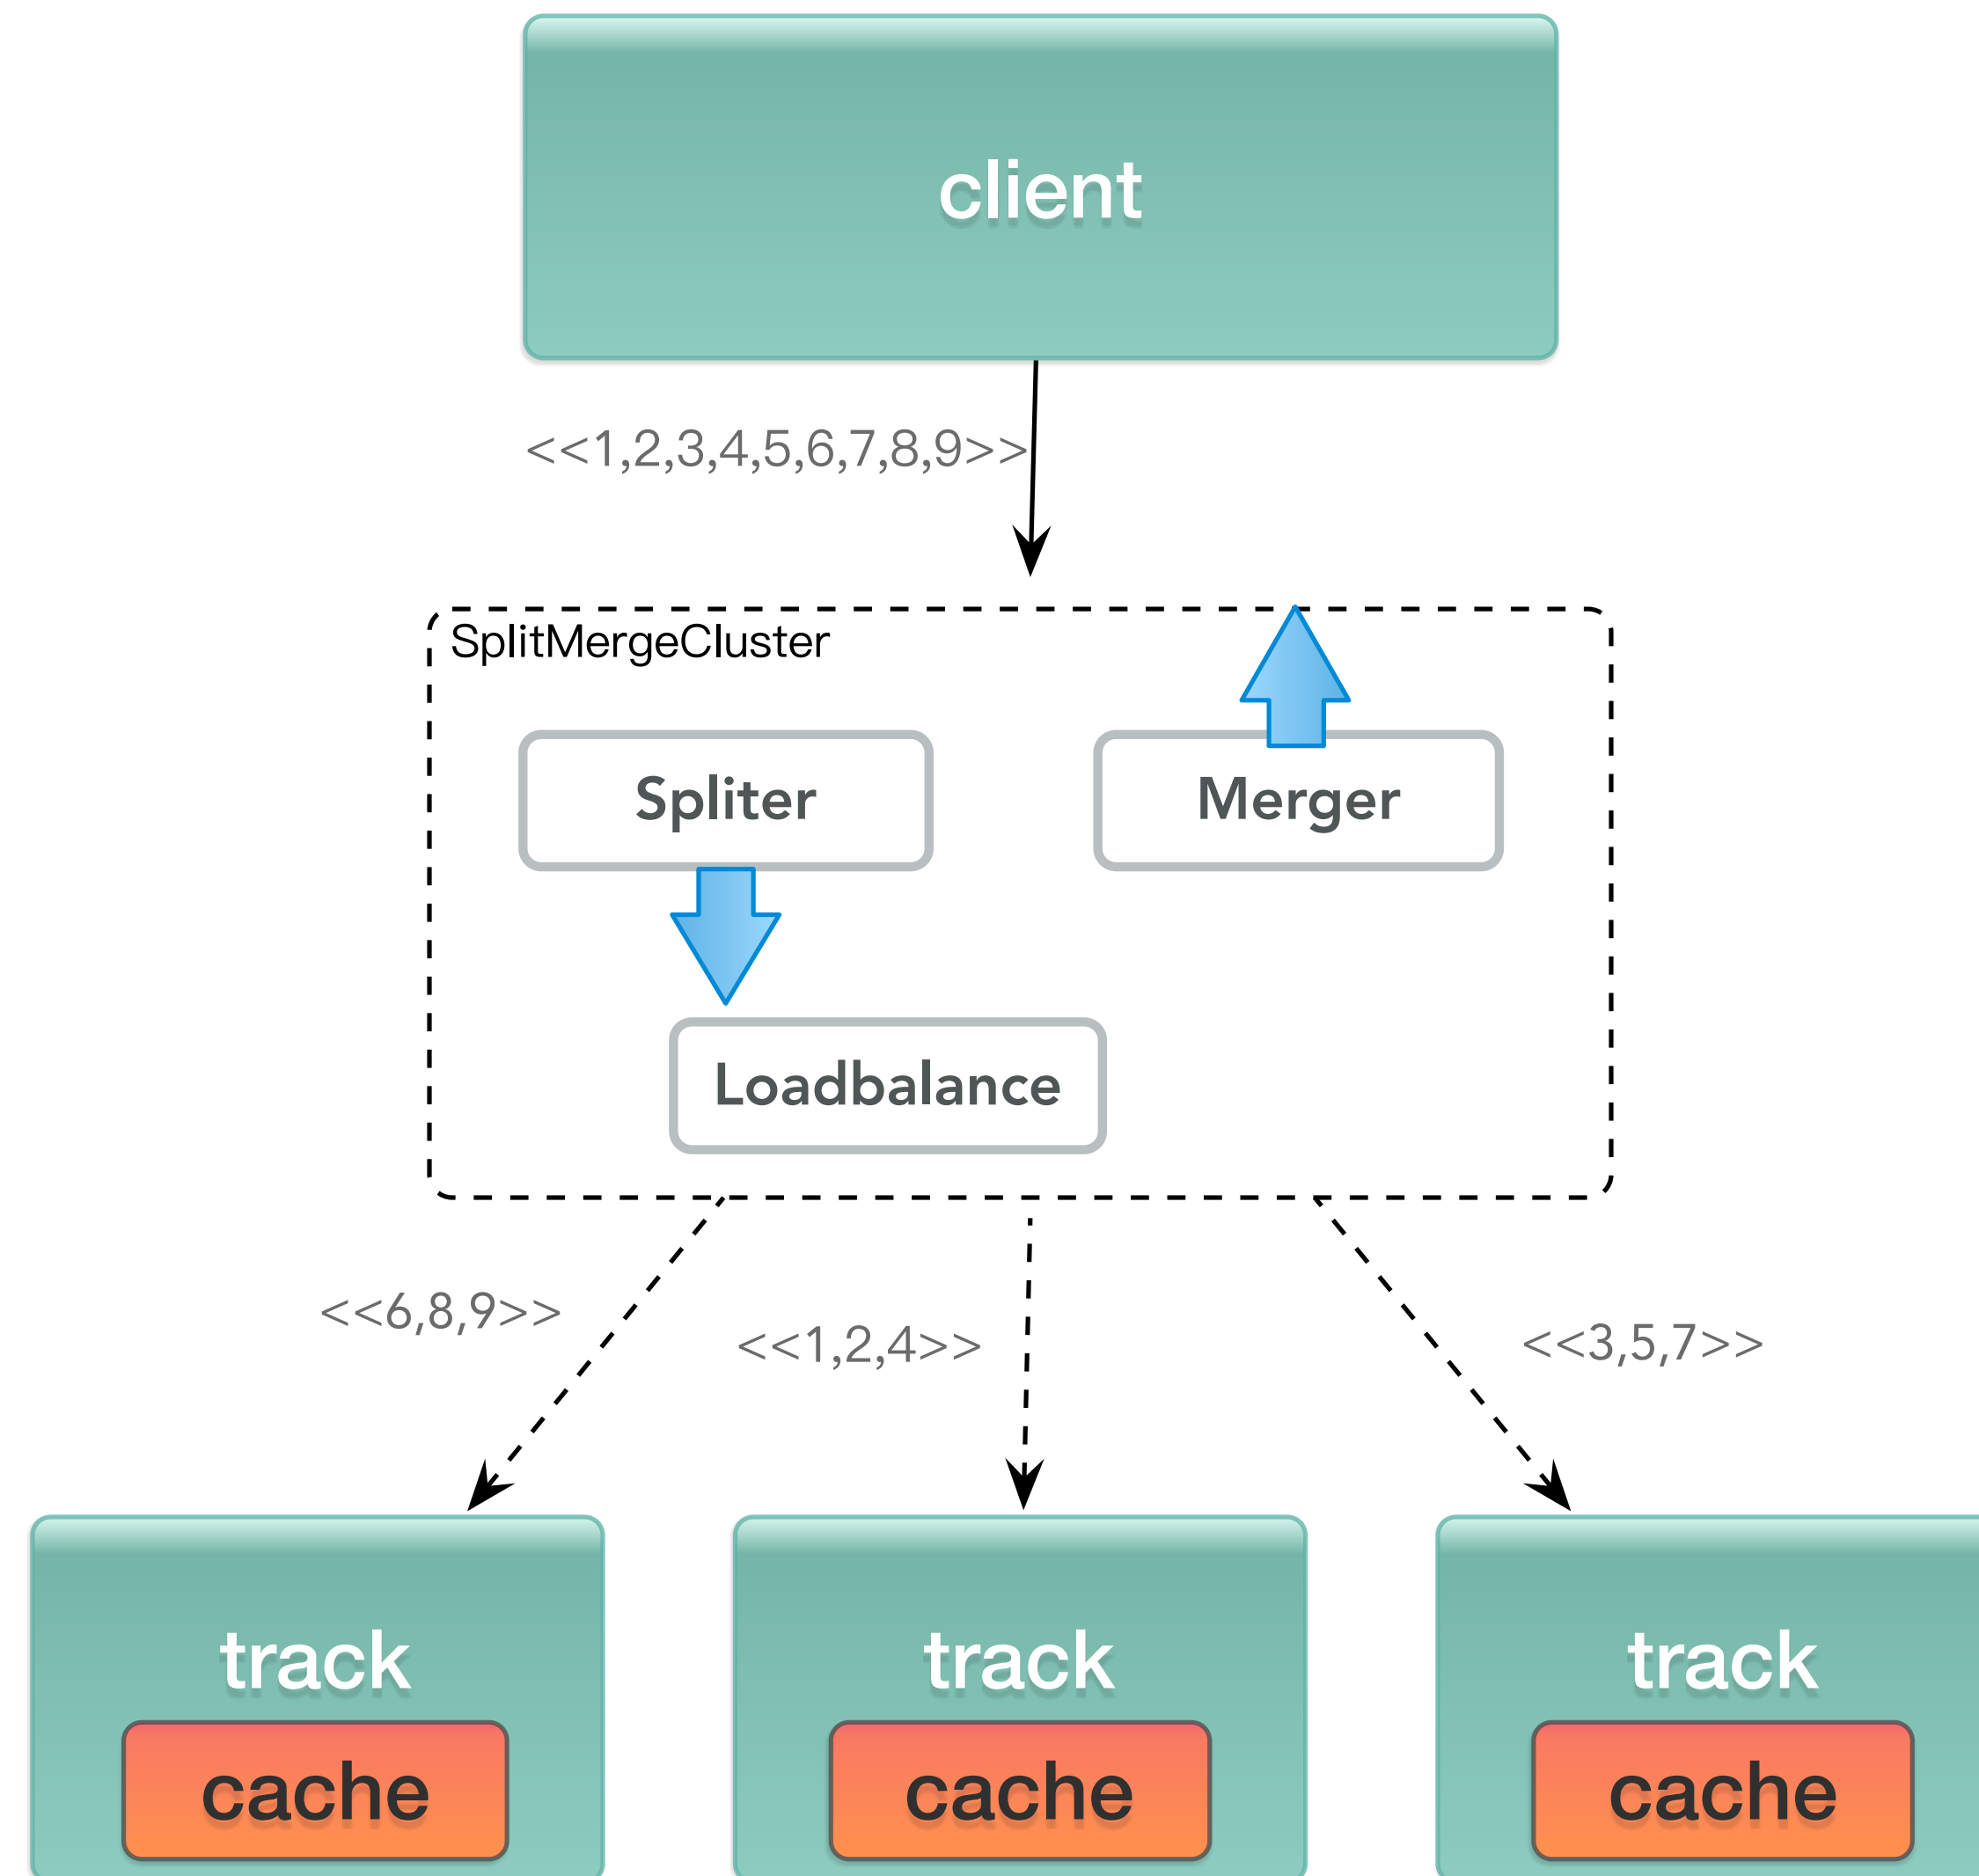 client
<<1,2,3,4,5,6,7,8,9>>
SplitMergeCluster
Spliter
Merger
Loadbalance
<<6,8,9>>
<<1,2,4>>
<<3,5,7>>
track
track
track
cache
cache
cache